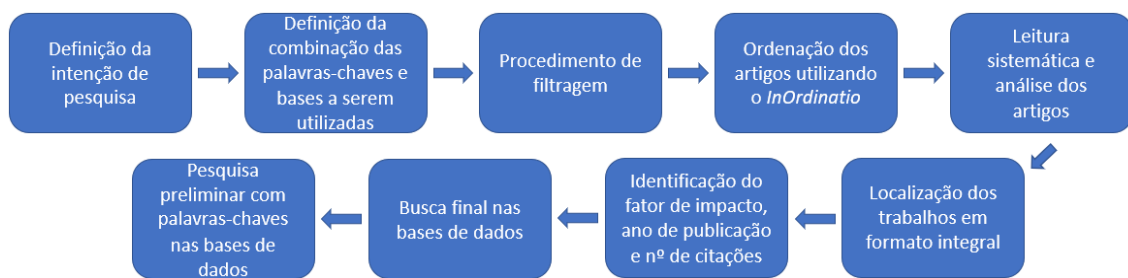 Definição da
intenção de
pesquisa
Definição da
combinação das
palavras-chaves e
bases a serem
utilizadas
Procedimento de
filtragem
Ordenação dos
artigos utilizando
o InOrdinatio
Leitura
sistemática e
análise dos
artigos
Localização dos
trabalhos em
formato integral
Identificação do
fator de impacto,
ano de publicação
e nº de citações
Busca final nas
bases de dados
Pesquisa
preliminar com
palavras-chaves
nas bases de
dados